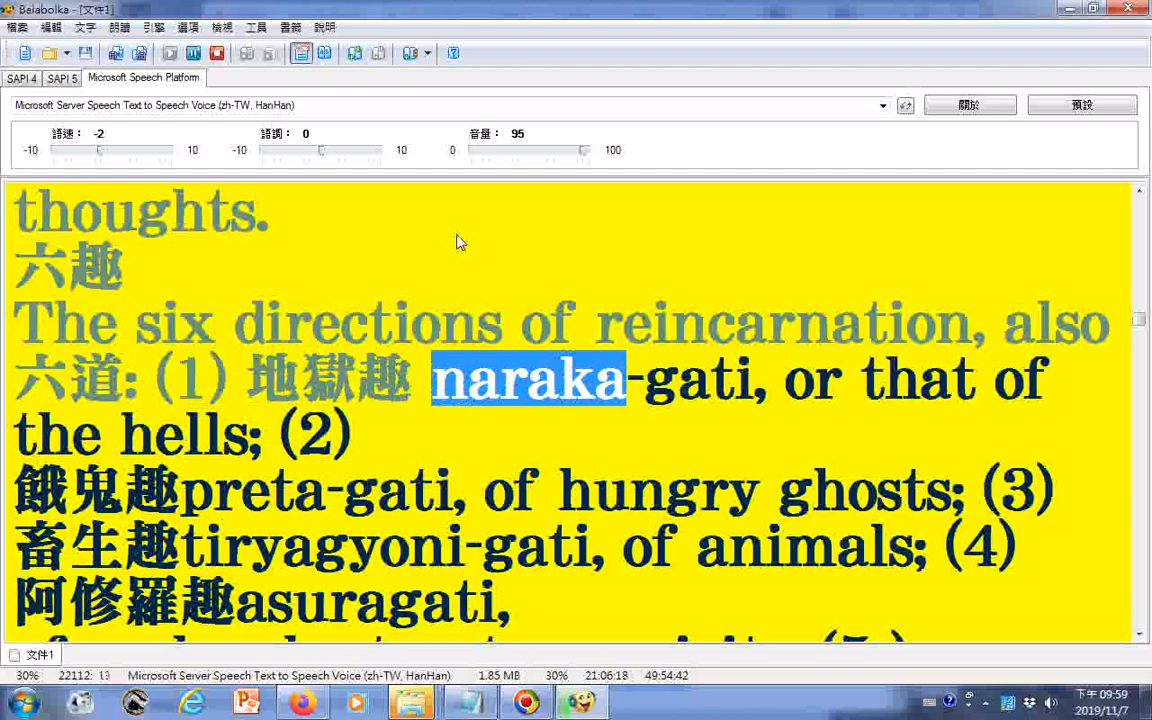 Balabolka - [文件1]
檔案 編輯 文字 朗讀 引擎 選項 檢視 工具 書籤 說明
SAPI 4 SAPI 5 Microsoft Speech Platform
Microsoft Server Speech Text to Speech Voice (zh-TW, HanHan) 關於 預設
語速： -2 語調： 0 音量： 95
-10 10 -10 10 0 100
thoughts.
六趣
The six directions of reincarnation, also
六道: (1) 地獄趣 naraka-gati, or that of
the hells; (2)
餓鬼趣preta-gati, of hungry ghosts; (3)
畜生趣tiryagyoni-gati, of animals; (4)
阿修羅趣asuragati,
文件1
30% 22112: 13 Microsoft Server Speech Text to Speech Voice (zh-TW, HanHan) 1.85 MB 30% 21:06:18 49:54:42
下午 09:59
2019/11/7